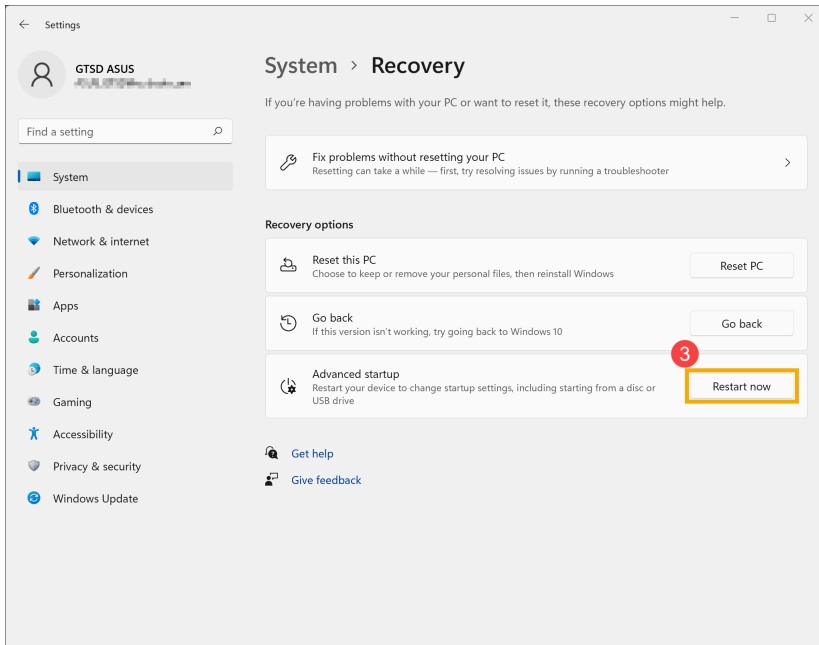 Settings
GTSD ASUS
Find a setting
System
Bluetooth & devices
Network & internet
Personalization
Apps
Accounts
Time & language
Gaming
Accessibility
Privacy & security
Windows Update
System > Recovery
If you're having problems with your PC or want to reset it, these recovery options might help.
Fix problems without resetting your PC
Resetting can take a while — first, try resolving issues by running a troubleshooter
Recovery options
Reset this PC
Choose to keep or remove your personal files, then reinstall Windows
Reset PC
Go back
If this version isn't working, try going back to Windows 10
Go back
3
Advanced startup
Restart your device to change startup settings, including starting from a disc or
USB drive
Restart now
Get help
Give feedback